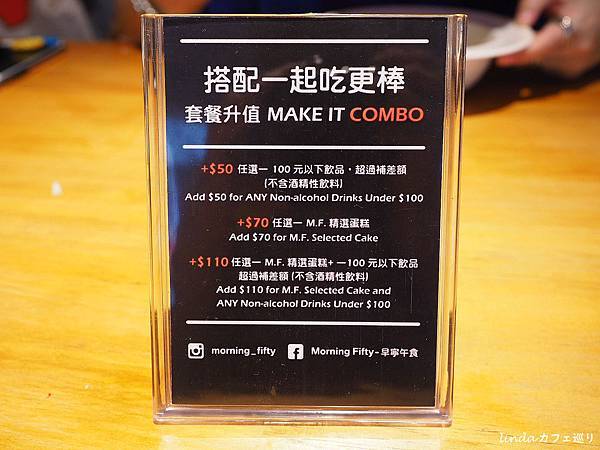 搭配一起吃更棒
套餐升值 MAKE IT COMBO
+$50 任選一 100 元以下飲品，超過補差額
(不含酒精性飲料)
Add $50 for ANY Non-alcohol Drinks Under $100
+$70 任選一 M.F. 精選蛋糕
Add $70 for M.F. Selected Cake
+$110 任選一 M.F. 精選蛋糕+ 一100 元以下飲品
超過補差額 (不含酒精性飲料)
Add $110 for M.F. Selected Cake and
ANY Non-alcohol Drinks Under $100
morning_fifty
Morning Fifty-早寧午食
lindaカフェ巡り